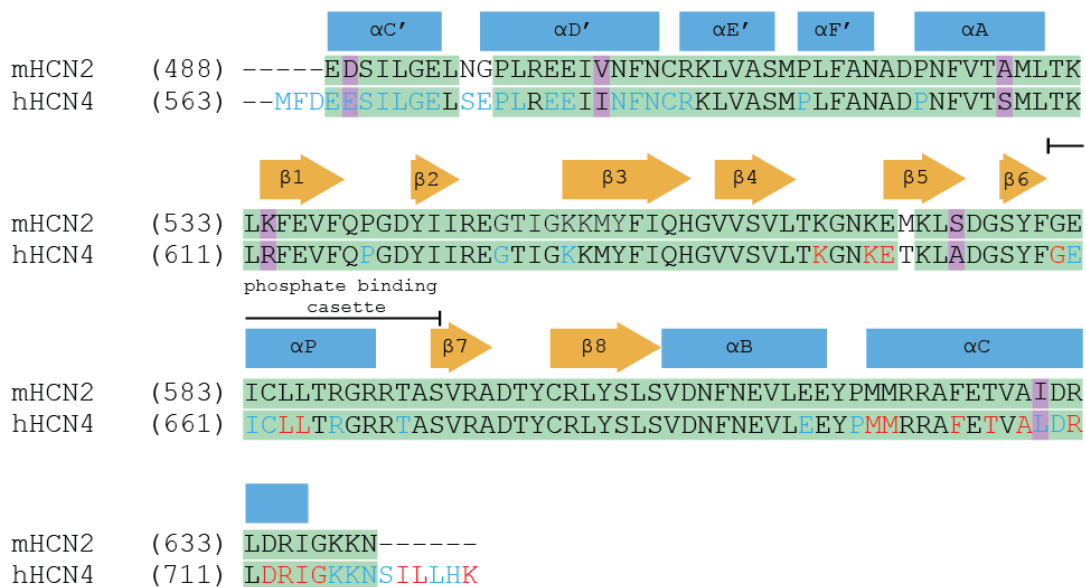 αC' αD' αE' αF' αA
mHCN2 (488) -----EDSILGELNGPLREEIVNFNCRKLVASMPLFANADPNFVTAMLTK
hHCN4 (563) --MFDEESILGELSEPLREEIINFNCRKLVASMPLFANADPNFVTSMLTK
β1 β2 β3 β4 β5 β6
mHCN2 (533) LKFEVFQPGDYIIREGTIGKKMYFIQHGVVSVLTKGNKEMKLSDGSYFGE
hHCN4 (611) LRFEVFQPGDYIIREGTIGKKMYFIQHGVVSVLTKGNKETKLADGSYFGE
phosphate binding
casette
αP β7 β8 αB αC
mHCN2 (583) ICLLTRGRRTASVRADTYCRLYSLSVDNFNEVLEEYPMMRRAFETVAIDR
hHCN4 (661) ICLLTRGRRTASVRADTYCRLYSLSVDNFNEVLEEYPMMRRAFETVALDR
mHCN2 (633) LDRIGKKN------
hHCN4 (711) LDRIGKKNSILLHK